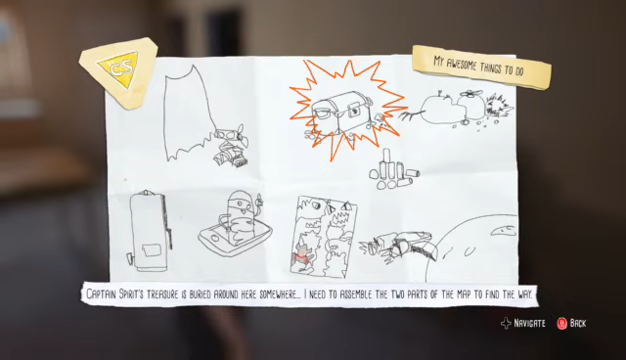 CS
MY AWESOME THINGS TO DO
CAPTAIN SPIRIT'S TREASURE IS BURIED AROUND HERE SOMEWHERE... I NEED TO ASSEMBLE THE TWO PARTS OF THE MAP TO FIND THE WAY.
NAVIGATE
BACK